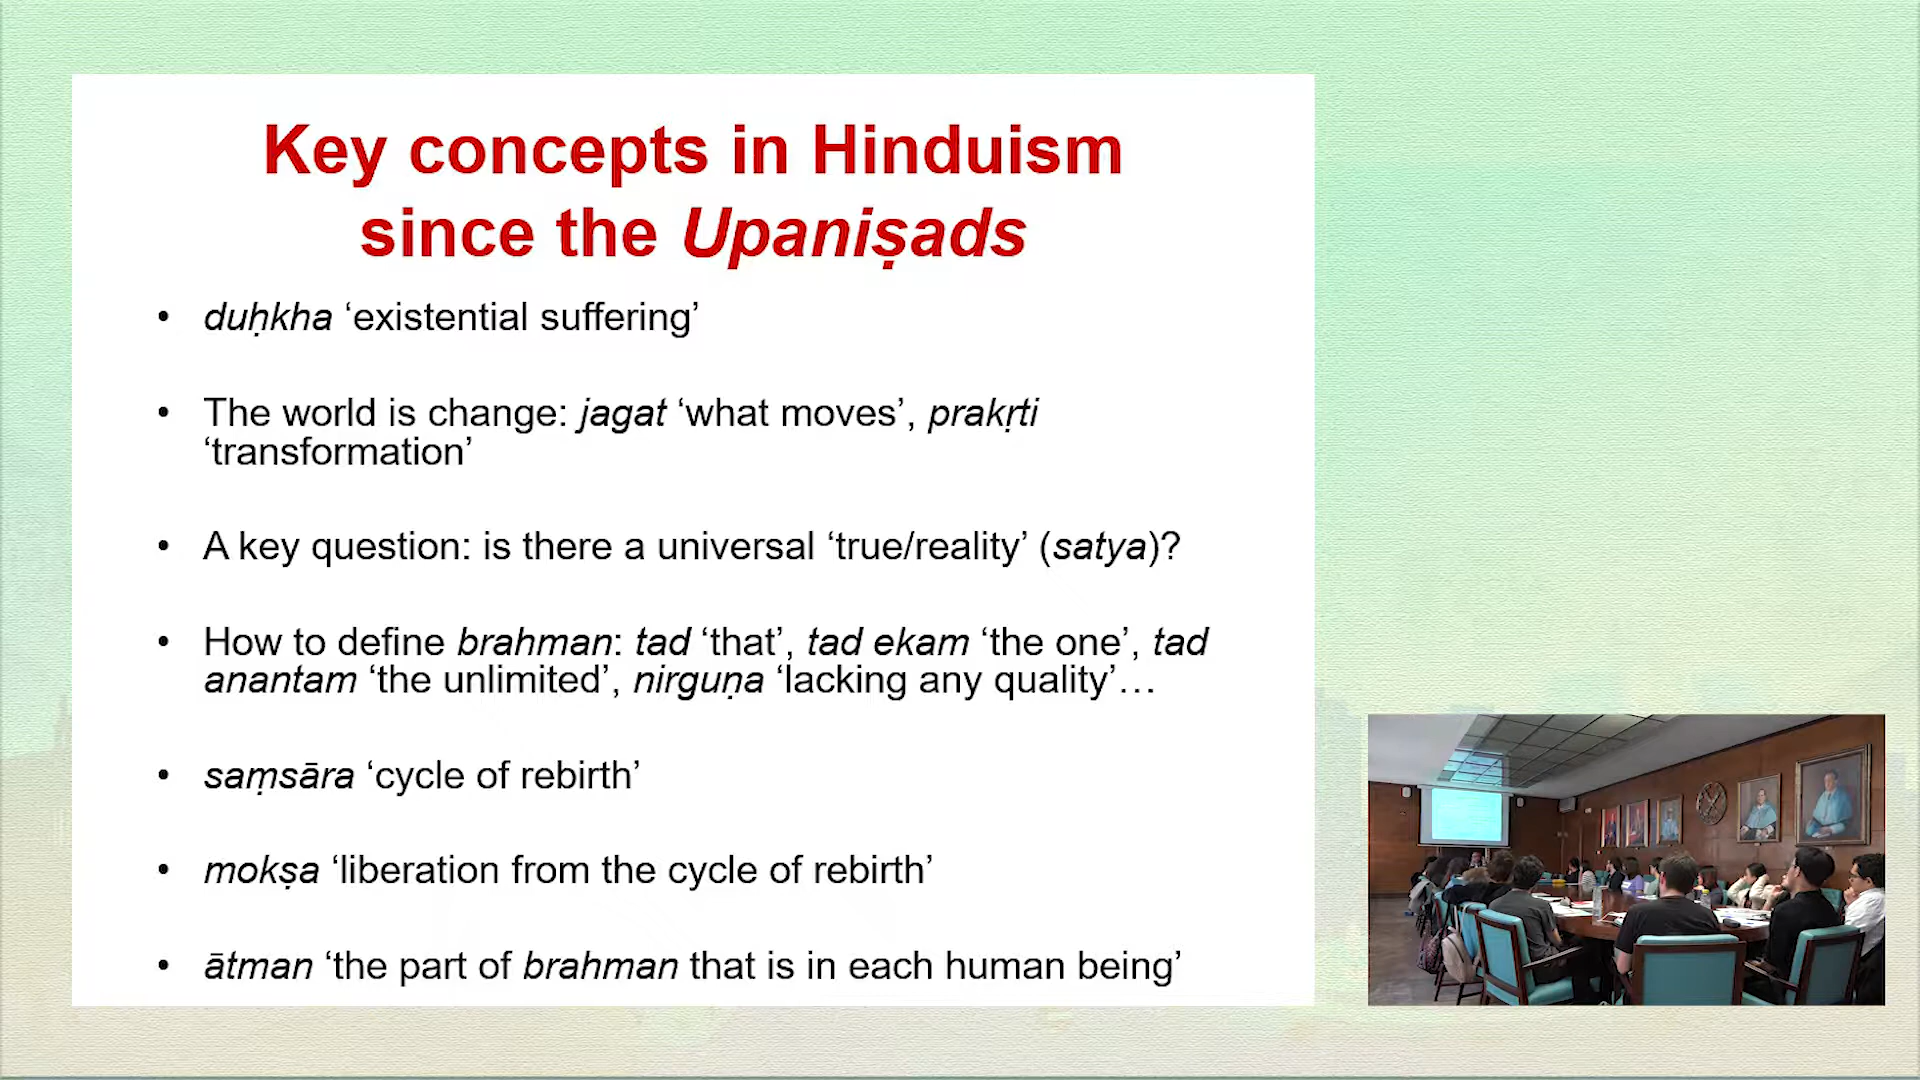 Key concepts in Hinduism
since the Upaniṣads
• duḥkha ‘existential suffering’
• The world is change: jagat ‘what moves’, prakṛti
‘transformation’
• A key question: is there a universal ‘true/reality’ (satya)?
• How to define brahman: tad ‘that’, tad ekam ‘the one’, tad
anantam ‘the unlimited’, nirguṇa ‘lacking any quality’…
• saṃsāra ‘cycle of rebirth’
• mokṣa ‘liberation from the cycle of rebirth’
• ātman ‘the part of brahman that is in each human being’